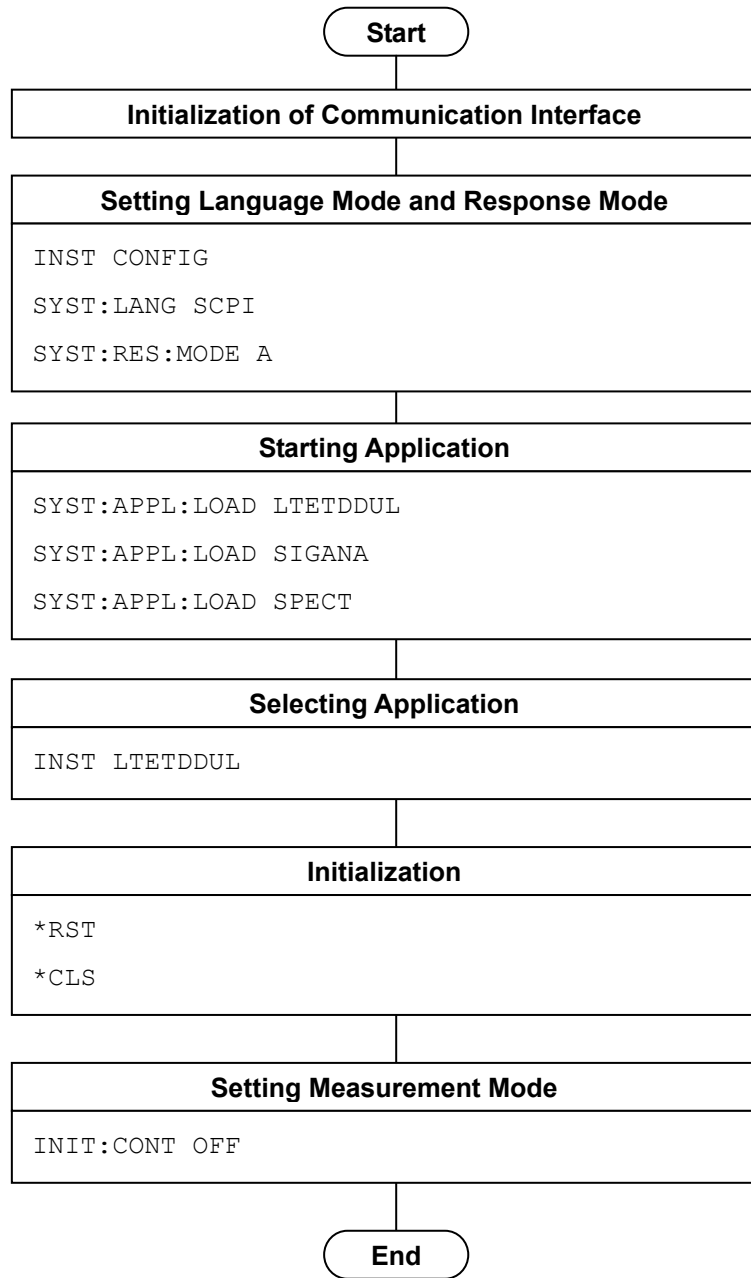 Start
Initialization of Communication Interface
Setting Language Mode and Response Mode
INST CONFIG
SYST:LANG SCPI
SYST:RES:MODE A
Starting Application
SYST:APPL:LOAD LTETDDUL
SYST:APPL:LOAD SIGANA
SYST:APPL:LOAD SPECT
Selecting Application
INST LTETDDUL
Initialization
*RST
*CLS
Setting Measurement Mode
INIT:CONT OFF
End